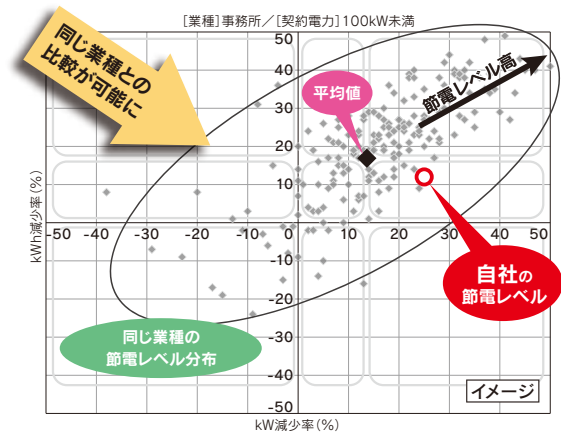 ［業種］事務所／［契約電力］100kW未満
同じ業種との
比較が可能に
平均値
節電レベル高
自社の
節電レベル
同じ業種の
節電レベル分布
イメージ
kWh減少率（%）
50
40
30
20
10
-50 -40 -30 -20 -10 0 10 20 30 40 50
-10
-20
-30
-40
-50
kW減少率（%）